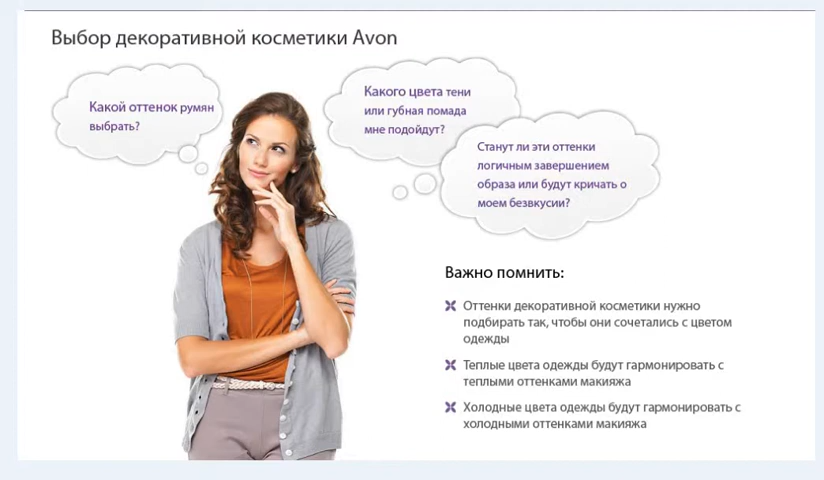 Выбор декоративной косметики Avon
Какой оттенок румян
выбрать?
Какого цвета тени
или губная помада
мне подойдут?
Станут ли эти оттенки
логичным завершением
образа или будут кричать о
моем безвкусии?
Важно помнить:
Оттенки декоративной косметики нужно
подбирать так, чтобы они сочетались с цветом
одежды
Теплые цвета одежды будут гармонировать с
теплыми оттенками макияжа
Холодные цвета одежды будут гармонировать с
холодными оттенками макияжа